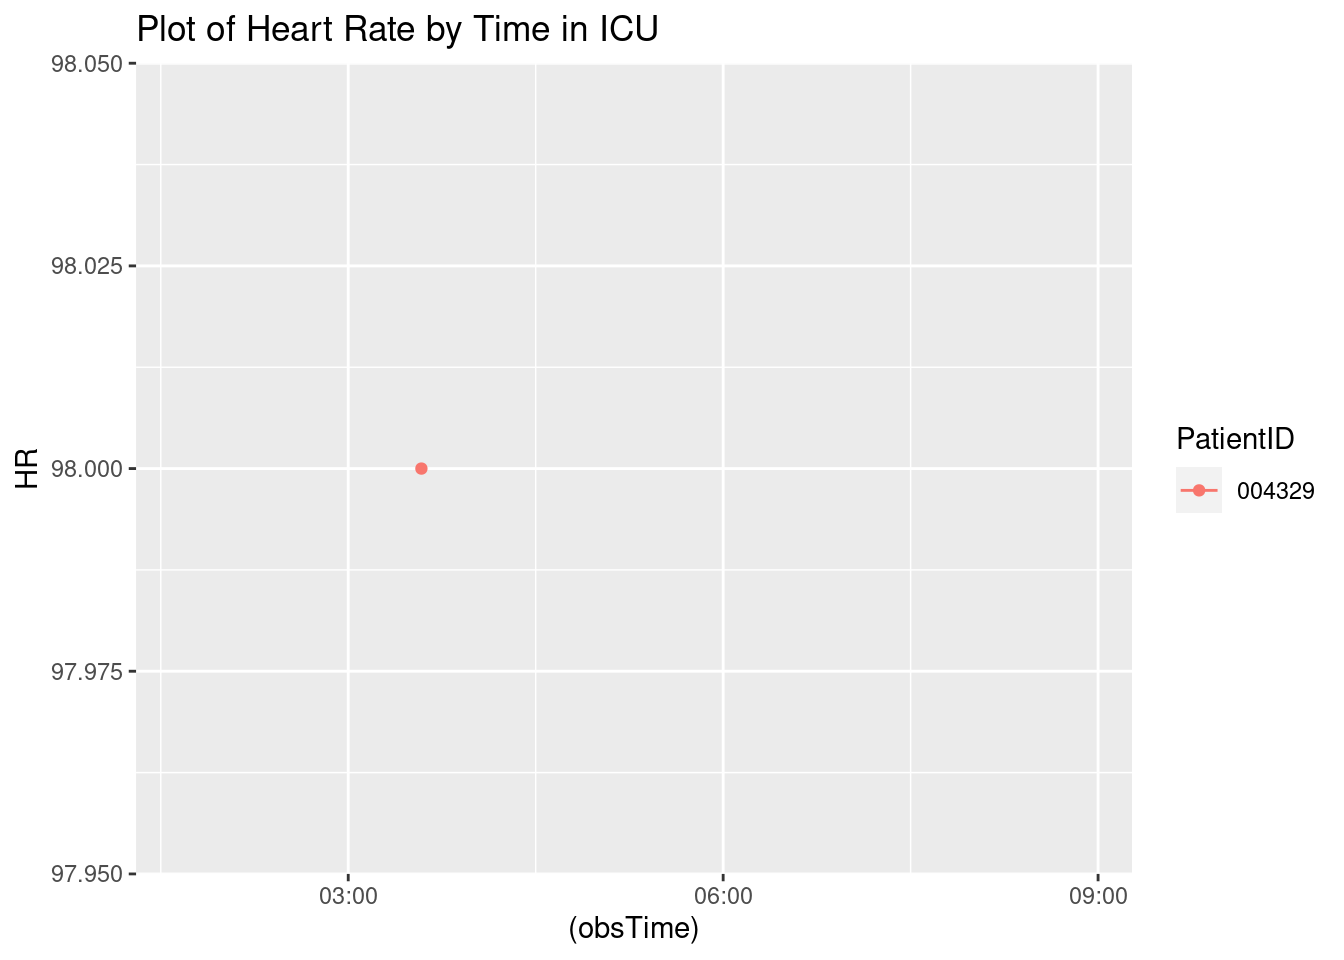 Plot of Heart Rate by Time in ICU
98.050
98.025
98.000
97.975
97.950
HR
03:00 06:00 09:00
(obsTime)
PatientID
004329